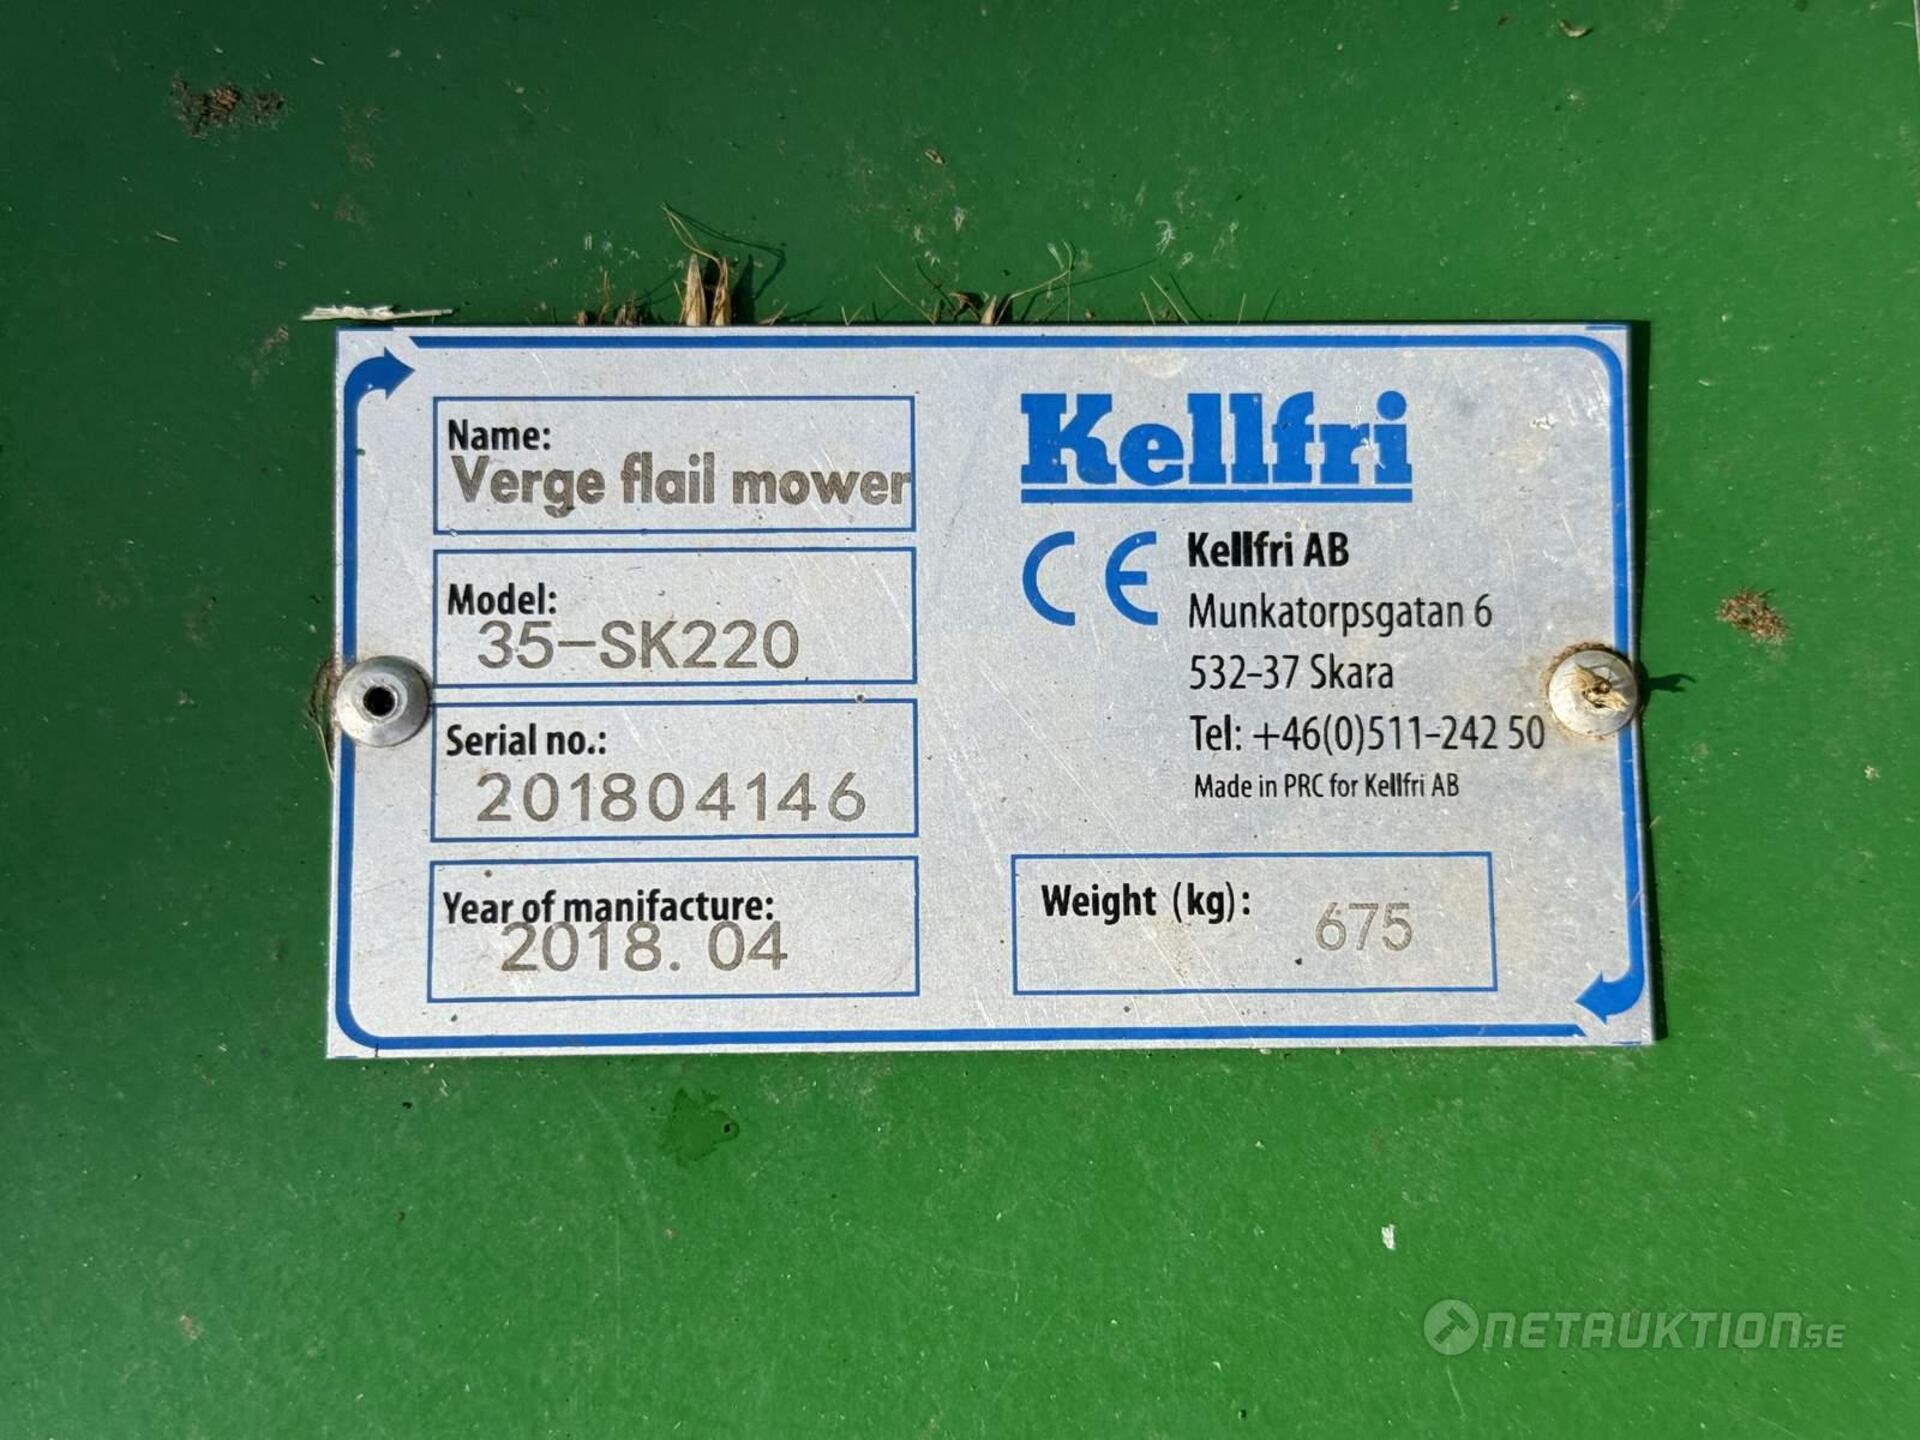 Name:
Verge flail mower
Model:
35-SK220
Serial no.:
201804146
Year of manifacture:
2018.04
Kellfri
CE
Kellfri AB
Munkatorpsgatan 6
532-37 Skara
Tel: +46(0)511-242 50
Made in PRC for Kellfri AB
Weight (kg):
675
NETAUKTION.SE